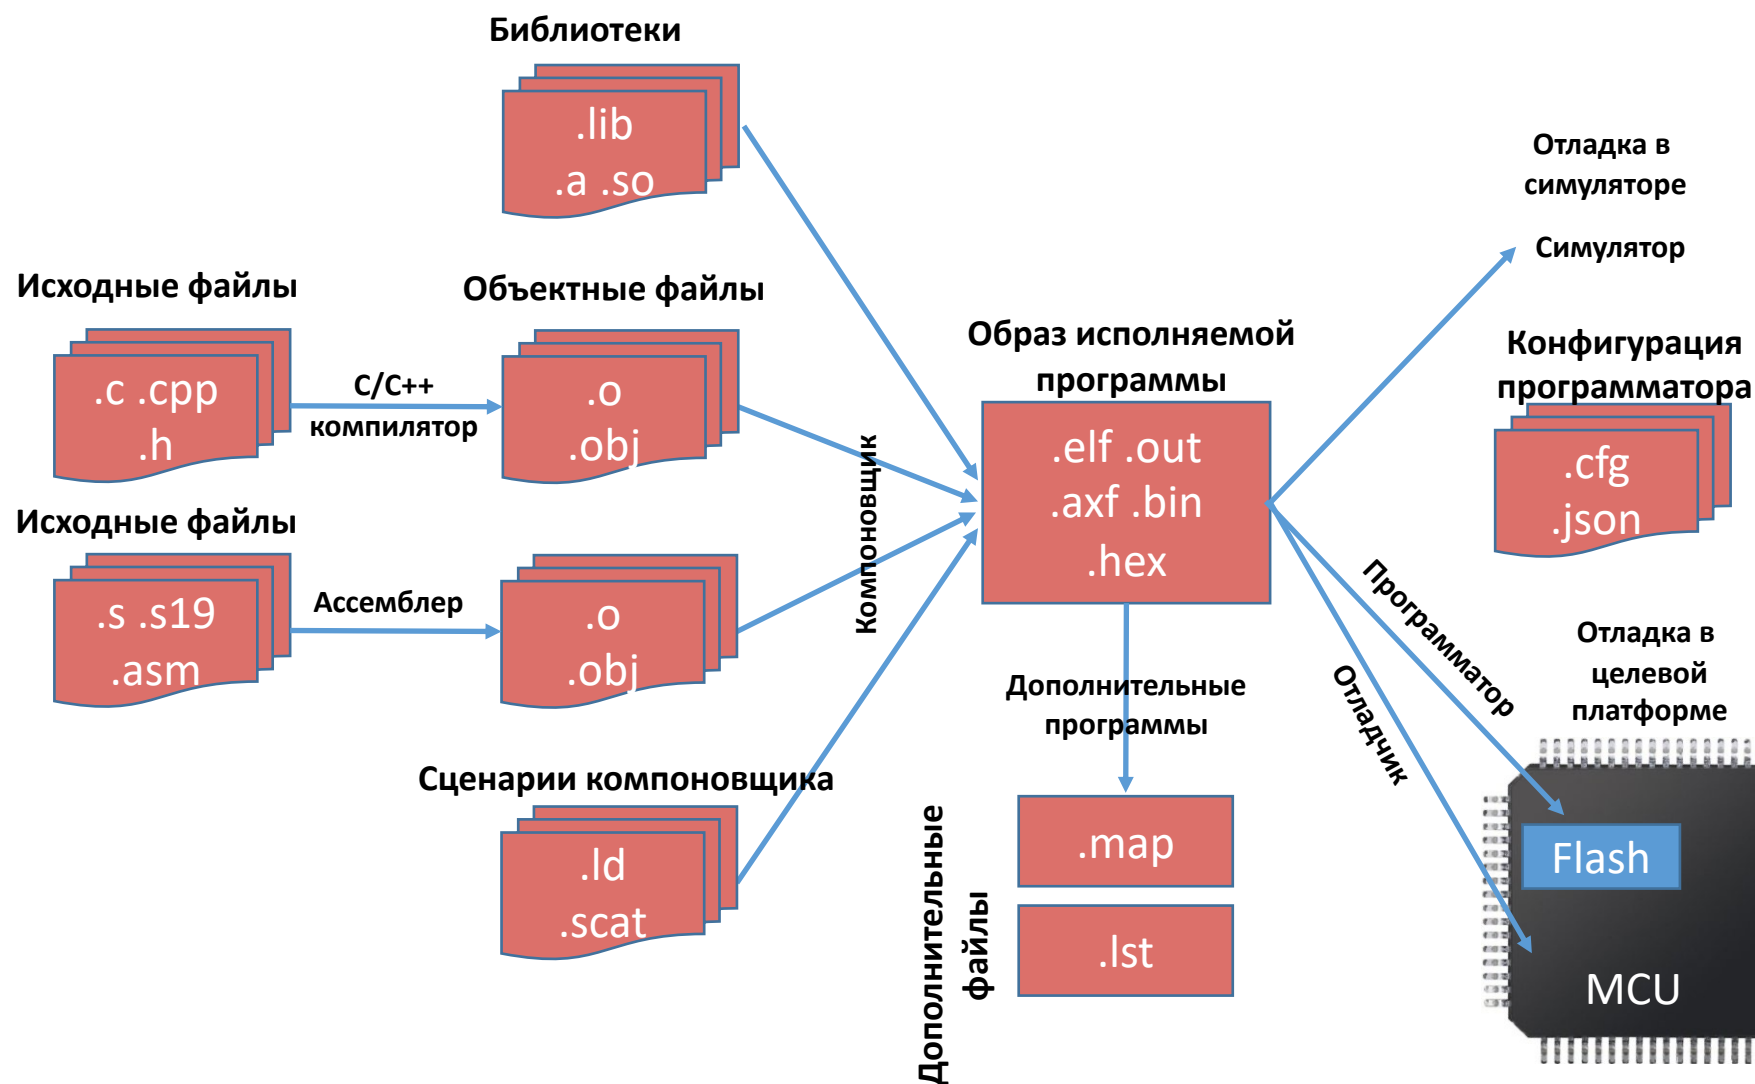 Библиотеки
.lib
.a .so
Исходные файлы
.c .cpp
.h
C/C++
компилятор
Объектные файлы
.o
.obj
Исходные файлы
.s .s19
.asm
Ассемблер
.o
.obj
Сценарии компоновщика
.ld
.scat
Компоновщик
Образ исполняемой
программы
.elf .out
.axf .bin
.hex
Дополнительные
программы
Дополнительные
файлы
.map
.lst
Отладка в
симуляторе
Симулятор
Конфигурация
программатора
.cfg
.json
Программатор
Отладчик
Отладка в
целевой
платформе
Flash
MCU